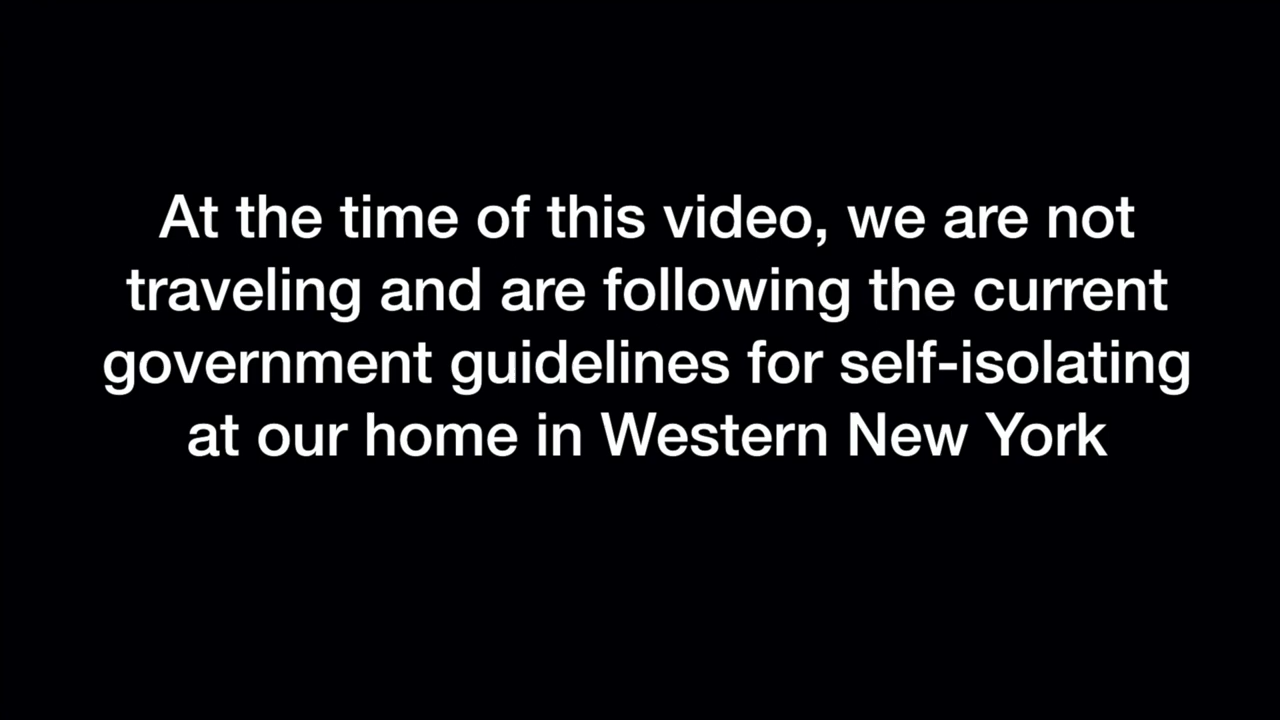 At the time of this video, we are not
traveling and are following the current
government guidelines for self-isolating
at our home in Western New York